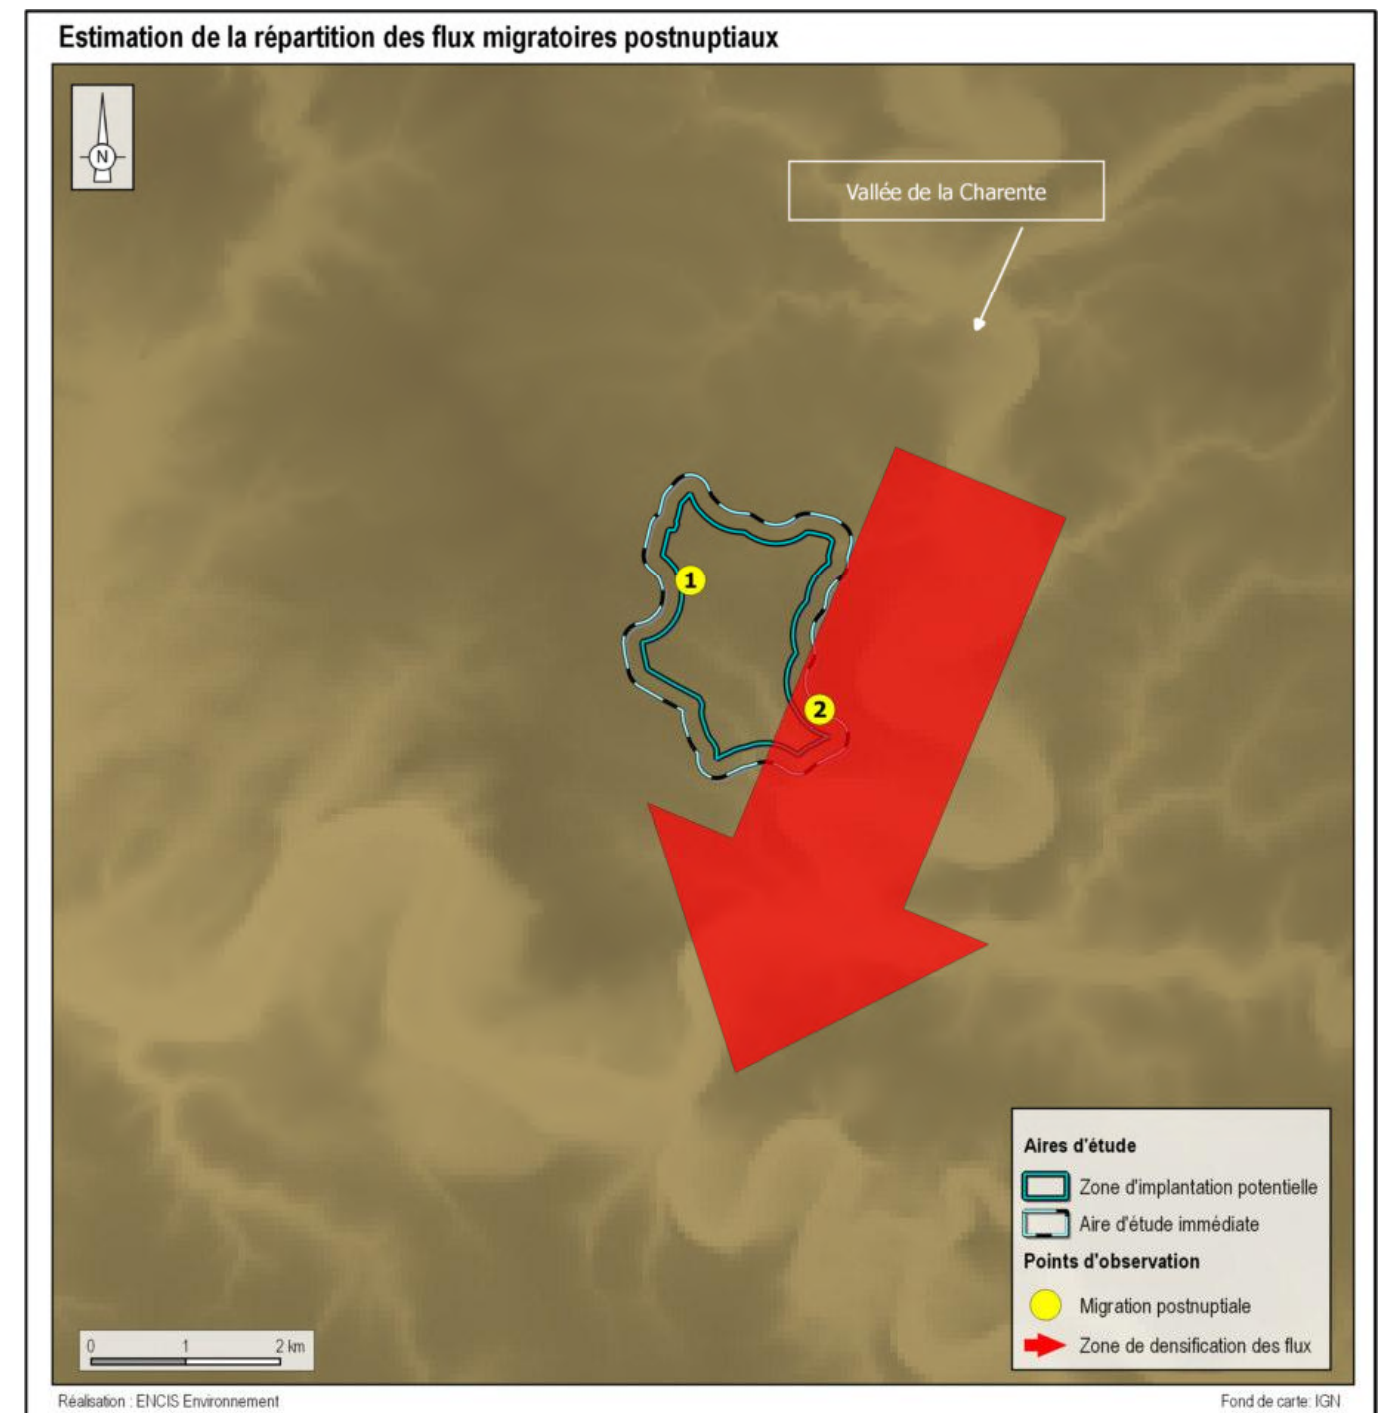 Estimation de la répartition des flux migratoires postnuptiaux
N
Vallée de la Charente
1
2
Aires d'étude
Zone d'implantation potentielle
Aire d'étude immédiate
Points d'observation
Migration postnuptiale
Zone de densification des flux
0 1 2 km
Réalisation : ENCIS Environnement
Fond de carte: IGN